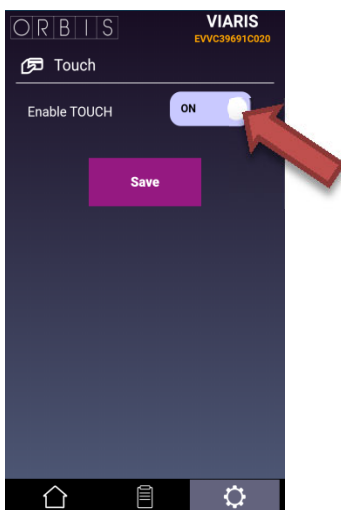 ORBIS VIARIS
EVVC39691C020
Touch
Enable TOUCH ON
Save